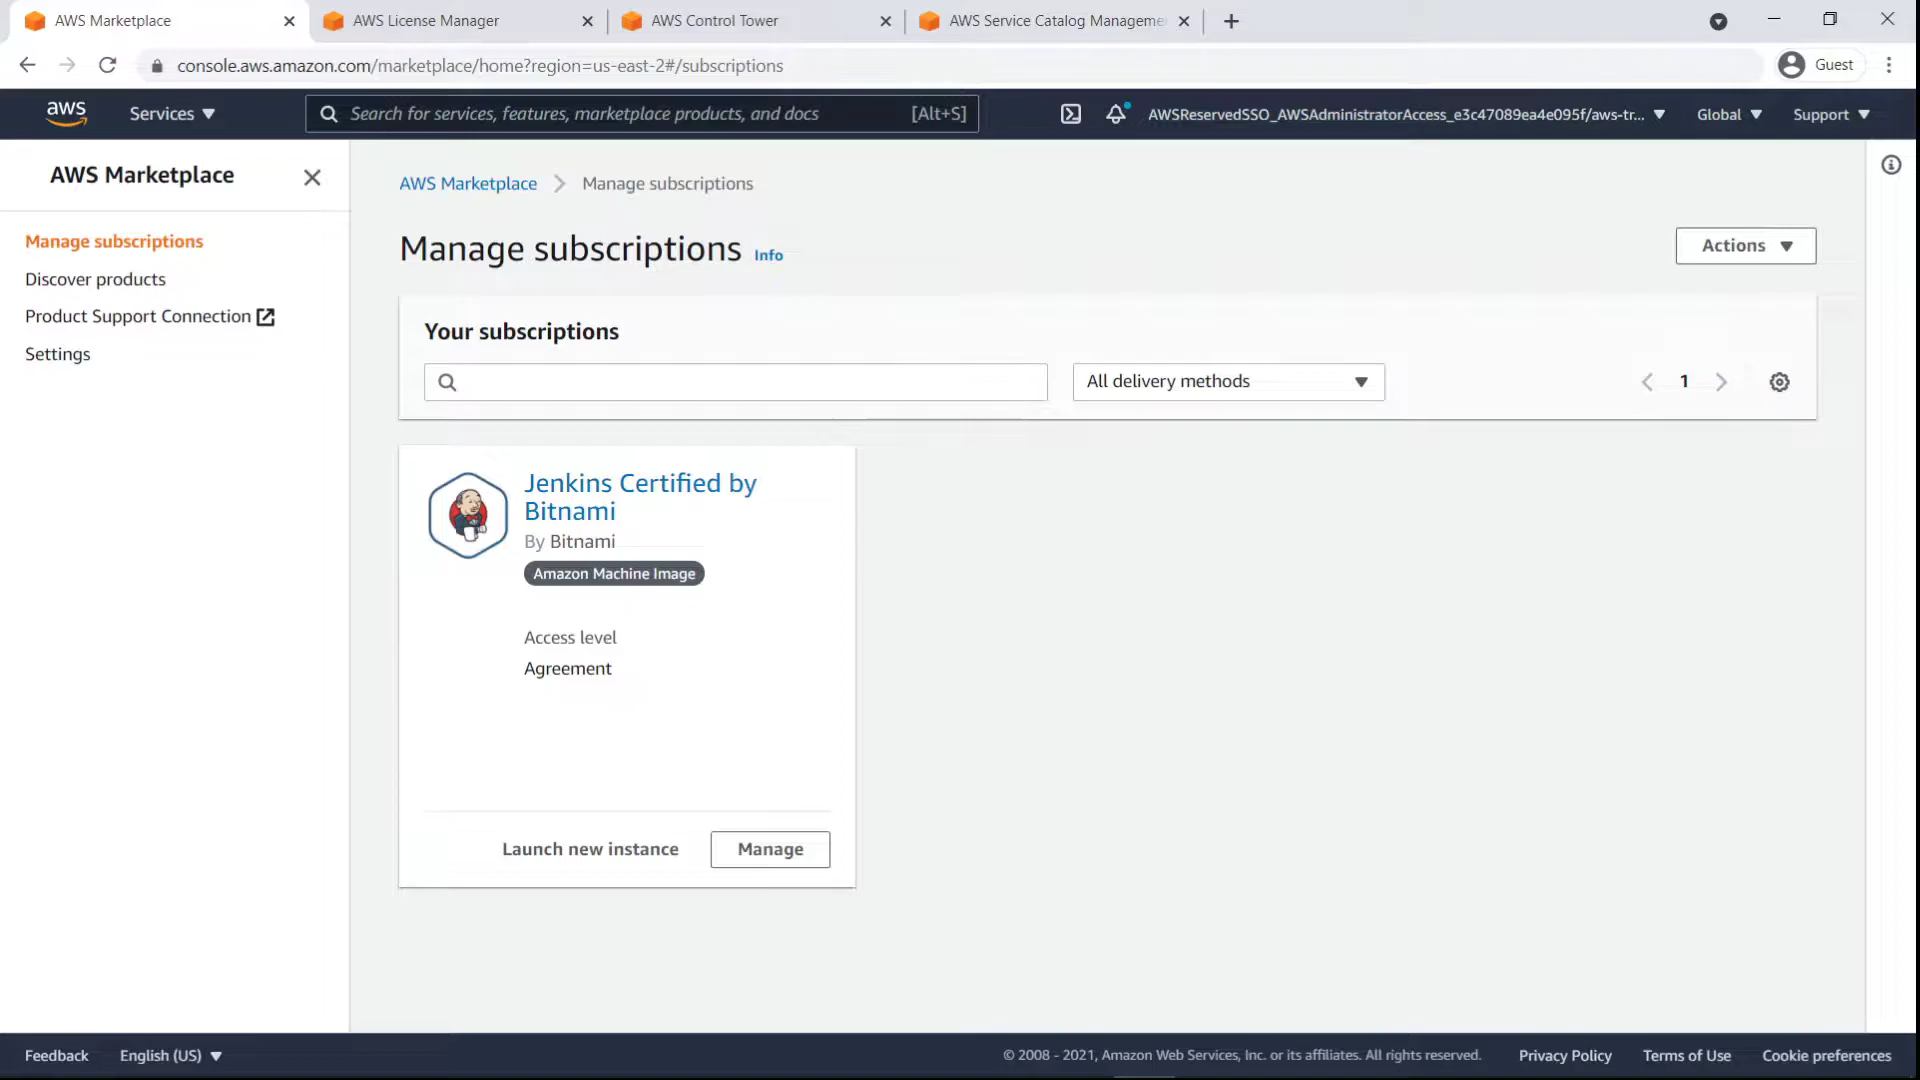 AWS Marketplace
AWS License Manager
AWS Control Tower
AWS Service Catalog Manageme
console.aws.amazon.com/marketplace/home?region=us-east-2#/subscriptions
Guest
aws
Services
Search for services, features, marketplace products, and docs
[Alt+S]
AWSReservedSSO_AWSAdministratorAccess_e3c47089ea4e095f/aws-tr...
Global
Support
AWS Marketplace
Manage subscriptions
Discover products
Product Support Connection
Settings
AWS Marketplace
Manage subscriptions
Manage subscriptions
Info
Actions
Your subscriptions
All delivery methods
1
Jenkins Certified by
Bitnami
By Bitnami
Amazon Machine Image
Access level
Agreement
Launch new instance
Manage
Feedback
English (US)
© 2008 - 2021, Amazon Web Services, Inc. or its affiliates. All rights reserved.
Privacy Policy
Terms of Use
Cookie preferences